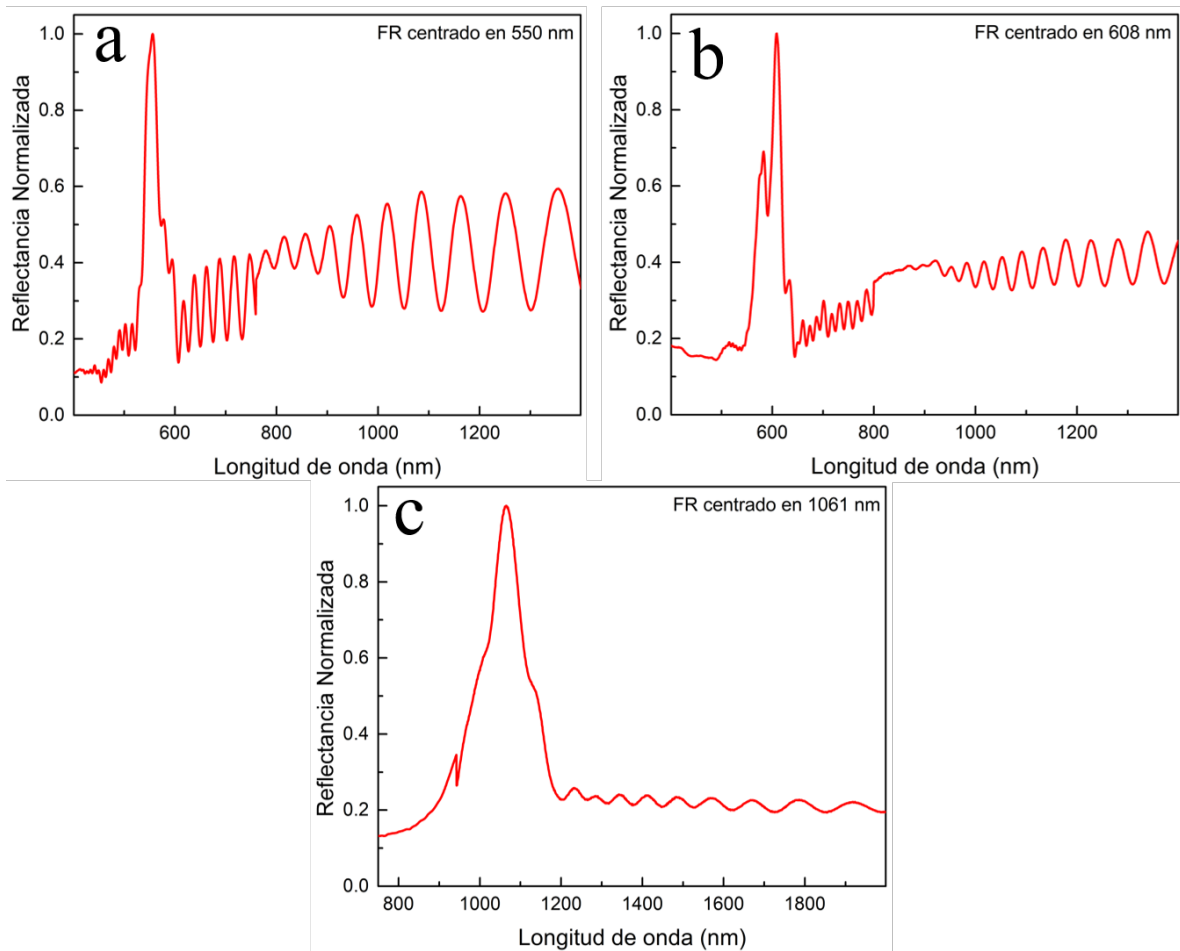 a
FR centrado en 550 nm
1.0
0.8
0.6
0.4
0.2
0.0
Reflectancia Normalizada
600
800
1000
1200
Longitud de onda (nm)
b
FR centrado en 608 nm
1.0
0.8
0.6
0.4
0.2
0.0
Reflectancia Normalizada
600
800
1000
1200
Longitud de onda (nm)
c
FR centrado en 1061 nm
1.0
0.8
0.6
0.4
0.2
0.0
Reflectancia Normalizada
800
1000
1200
1400
1600
1800
Longitud de onda (nm)